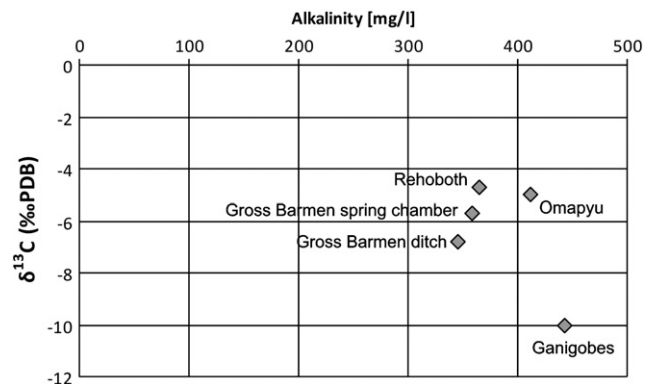 Alkalinity [mg/l]
0 100 200 300 400 500
0
-2
-4
-6
-8
-10
-12
δ¹³C (‰PDB)
Rehoboth
Omapyu
Gross Barmen spring chamber
Gross Barmen ditch
Ganigobes